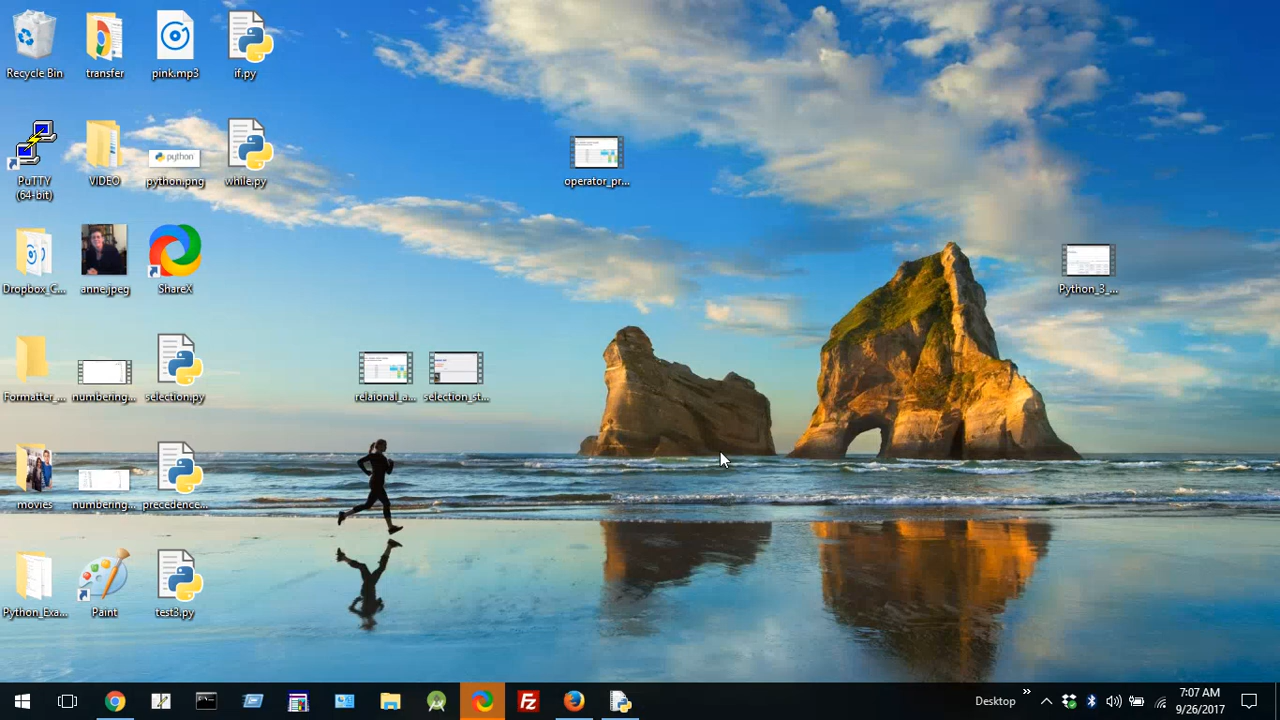 Recycle Bin
transfer
pink.mp3
if.py
PuTTY
(64-bit)
VIDEO
python
python.png
while.py
operator_pr...
Dropbox_C...
anne.jpeg
ShareX
Python_3_...
Formatter_...
numbering...
selection.py
relaional_a...
selection_st...
movies
numbering...
precedence...
Python_Exa...
Paint
test3.py
Desktop
7:07 AM
9/26/2017